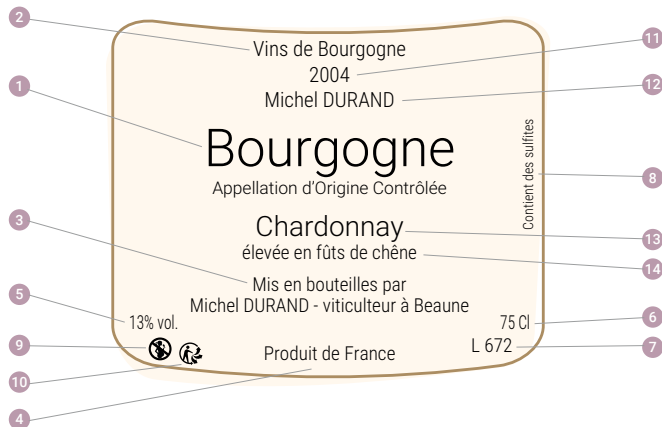 2
Vins de Bourgogne
11
2004
12
Michel DURAND
1
Bourgogne
Appellation d'Origine Contrôlée
Contient des sulfites
8
3
Chardonnay
13
élevée en fûts de chêne
14
Mis en bouteilles par
Michel DURAND - viticulteur à Beaune
5
13% vol.
75 Cl
6
9
L 672
7
10
Produit de France
4